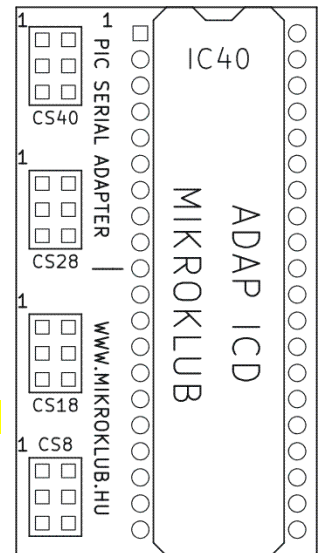 1
1
IC40
CS40
PIC SERIAL ADAPTER
1
CS28
ADAP ICD
MIKROKLUB
1
CS18
WWW.MIKROKLUB.HU
1
CS8